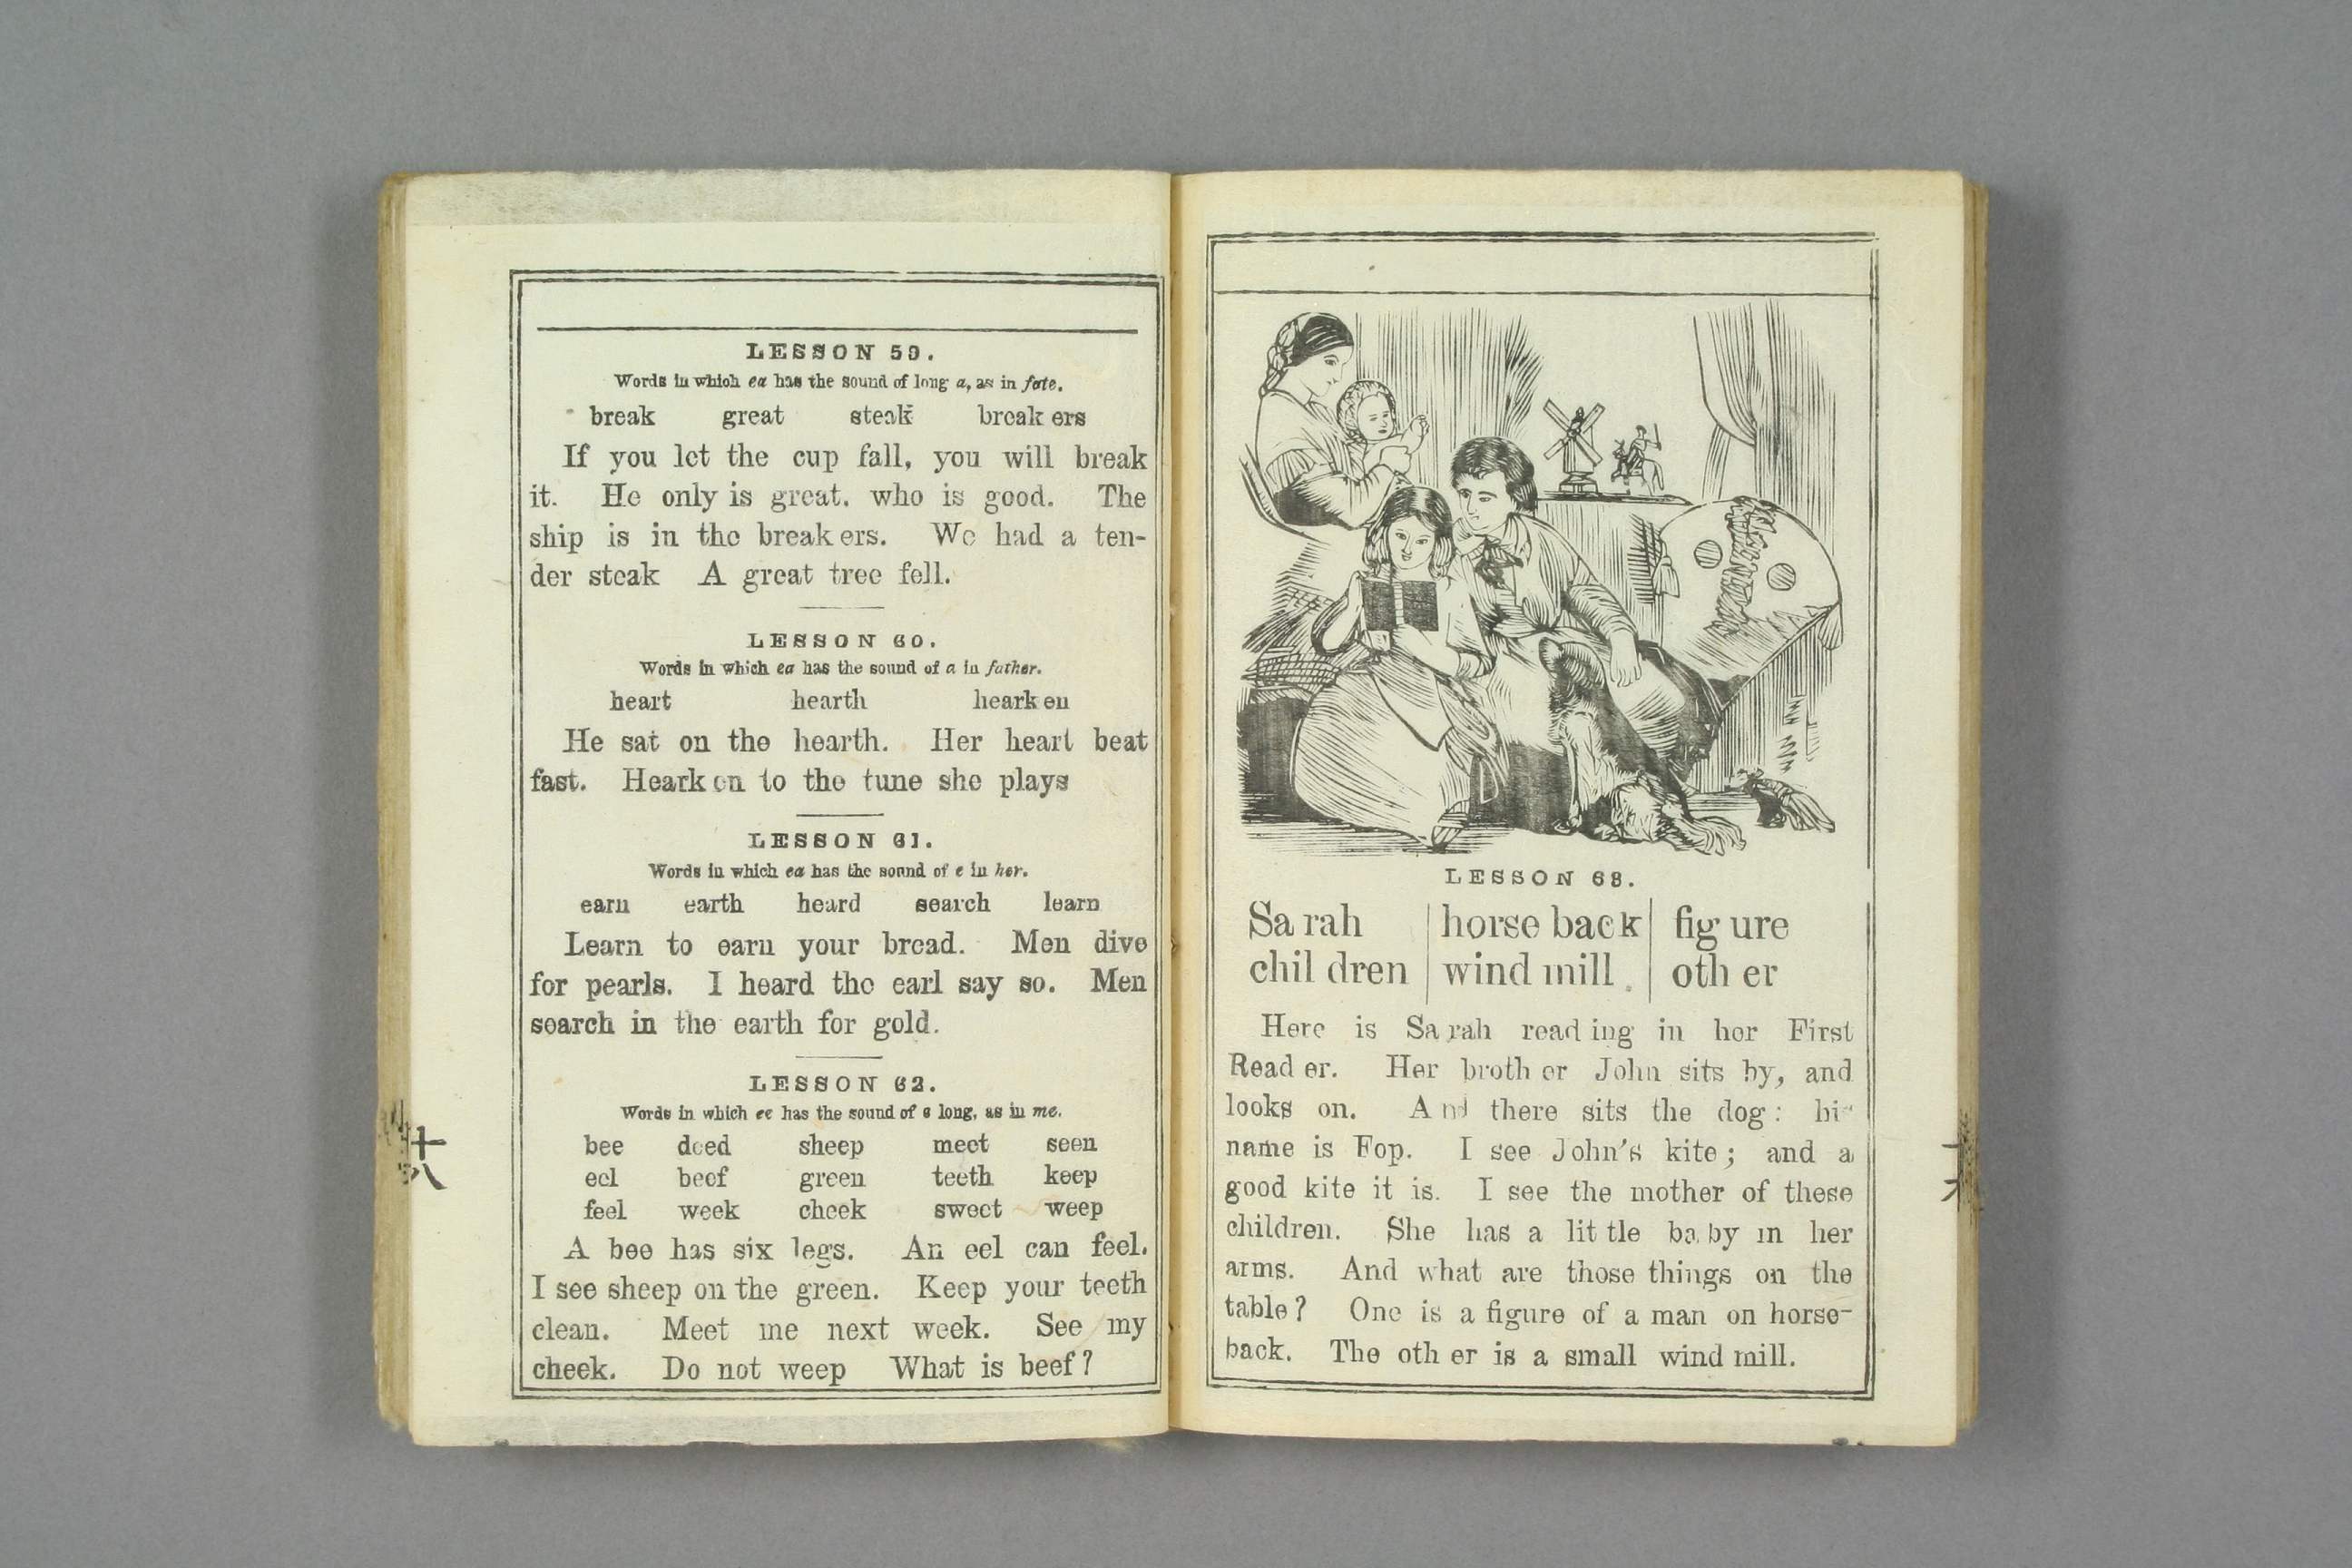 LESSON 59.
Words in which ea has the sound of long a, as in fate.
break great steak break ers
If you let the cup fall, you will break
it. He only is great. who is good. The
ship is in the break ers. We had a ten-
der steak A great tree fell.
LESSON 60.
Words in which ea has the sound of a in father.
heart hearth heark en
He sat on the hearth. Her heart beat
fast. Heark en to the tune she plays
LESSON 61.
Words in which ea has the sound of e in her.
earn earth heard search learn
Learn to earn your bread. Men dive
for pearls. I heard the earl say so. Men
search in the earth for gold.
LESSON 62.
Words in which ee has the sound of e long, as in me.
bee deed sheep meet seen
eel beef green teeth keep
feel week cheek sweet weep
A bee has six legs. An eel can feel.
I see sheep on the green. Keep your teeth
clean. Meet me next week. See my
cheek. Do not weep What is beef?
十八
LESSON 63.
Sa rah horse back fig ure
chil dren wind mill. oth er
Here is Sa rah read ing in her First
Read er. Her broth er John sits by, and
looks on. And there sits the dog: his
name is Fop. I see John's kite; and a
good kite it is. I see the mother of these
children. She has a lit tle ba by in her
arms. And what are those things on the
table? One is a figure of a man on horse-
back. The oth er is a small wind mill.